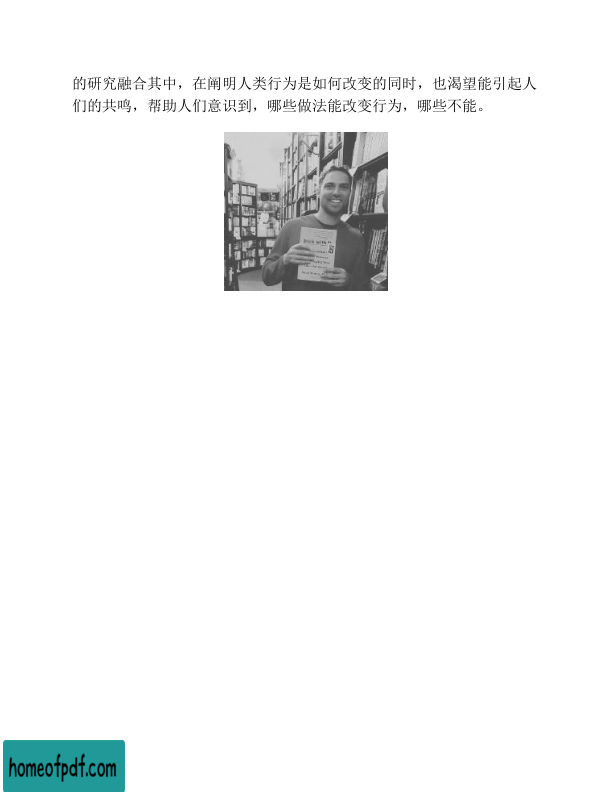 的研究融合其中，在阐明人类行为是如何改变的同时，也渴望能引起人
们的共鸣，帮助人们意识到，哪些做法能改变行为，哪些不能。
homeofpdf.com